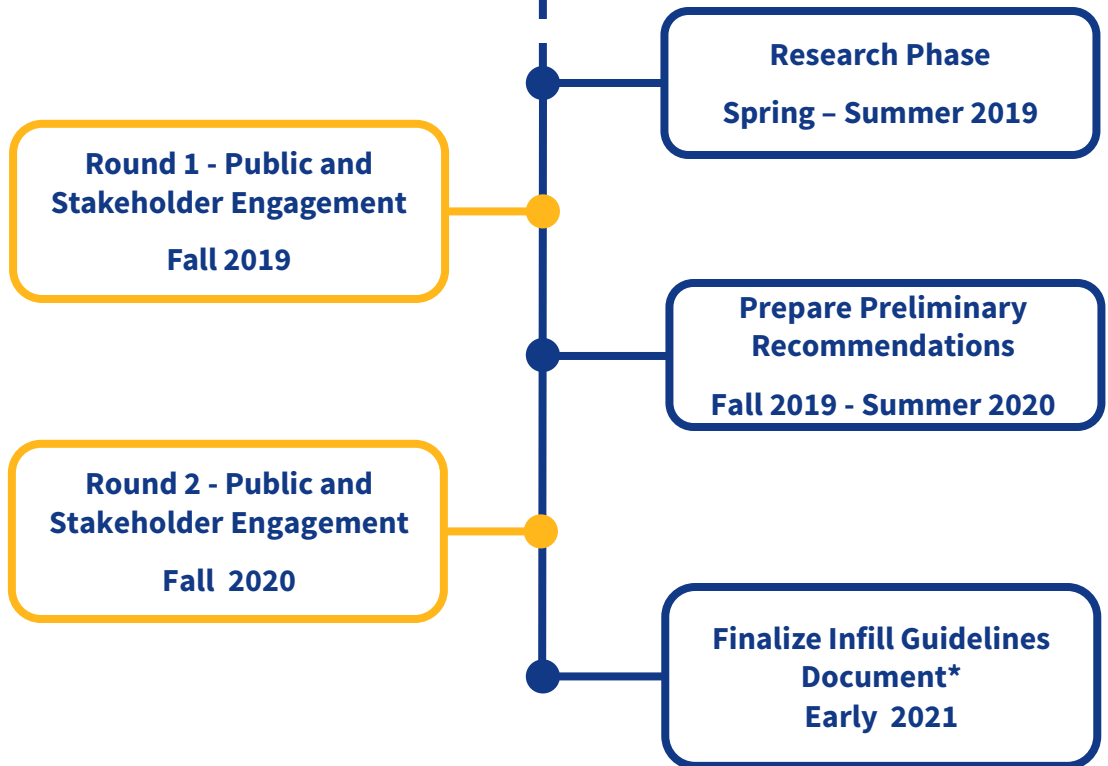 Research Phase
Spring – Summer 2019
Round 1 - Public and
Stakeholder Engagement
Fall 2019
Prepare Preliminary
Recommendations
Fall 2019 - Summer 2020
Round 2 - Public and
Stakeholder Engagement
Fall  2020
Finalize Infill Guidelines
Document*
Early  2021